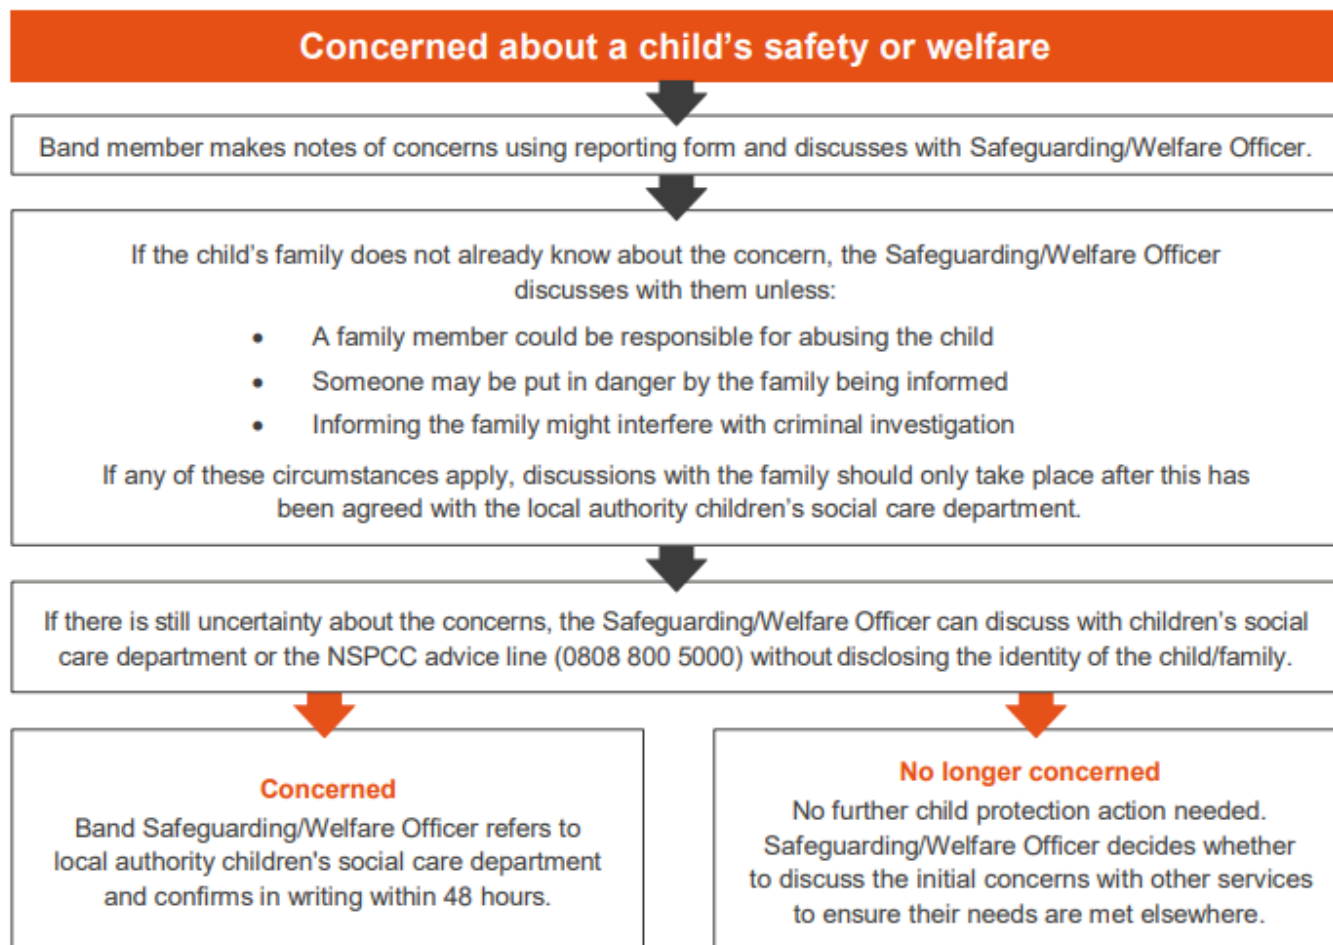 Concerned about a child’s safety or welfare
Band member makes notes of concerns using reporting form and discusses with Safeguarding/Welfare Officer.
If the child’s family does not already know about the concern, the Safeguarding/Welfare Officer
discusses with them unless:
• A family member could be responsible for abusing the child
• Someone may be put in danger by the family being informed
• Informing the family might interfere with criminal investigation
If any of these circumstances apply, discussions with the family should only take place after this has
been agreed with the local authority children’s social care department.
If there is still uncertainty about the concerns, the Safeguarding/Welfare Officer can discuss with children’s social
care department or the NSPCC advice line (0808 800 5000) without disclosing the identity of the child/family.
Concerned
Band Safeguarding/Welfare Officer refers to
local authority children's social care department
and confirms in writing within 48 hours.
No longer concerned
No further child protection action needed.
Safeguarding/Welfare Officer decides whether
to discuss the initial concerns with other services
to ensure their needs are met elsewhere.